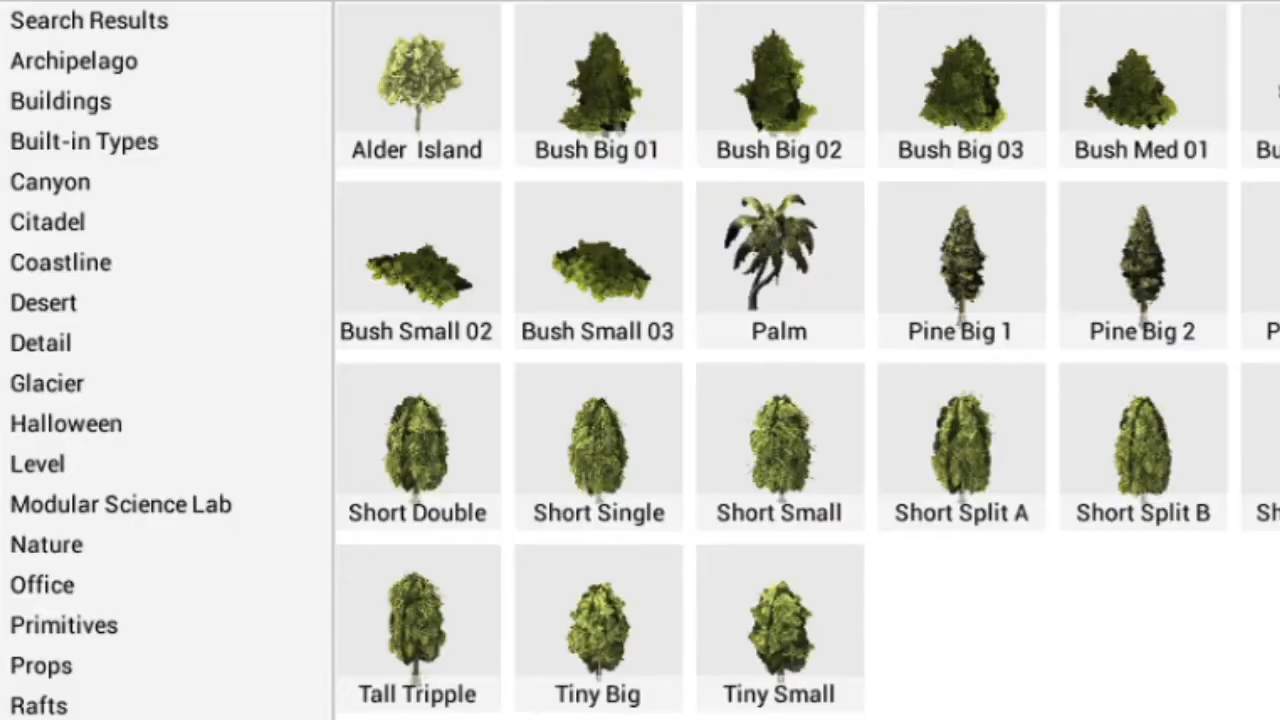 Search Results
Archipelago
Buildings
Built-in Types
Canyon
Citadel
Coastline
Desert
Detail
Glacier
Halloween
Level
Modular Science Lab
Nature
Office
Primitives
Props
Rafts
Alder Island
Bush Big 01
Bush Big 02
Bush Big 03
Bush Med 01
Bush Small 02
Bush Small 03
Palm
Pine Big 1
Pine Big 2
Short Double
Short Single
Short Small
Short Split A
Short Split B
Tall Tripple
Tiny Big
Tiny Small